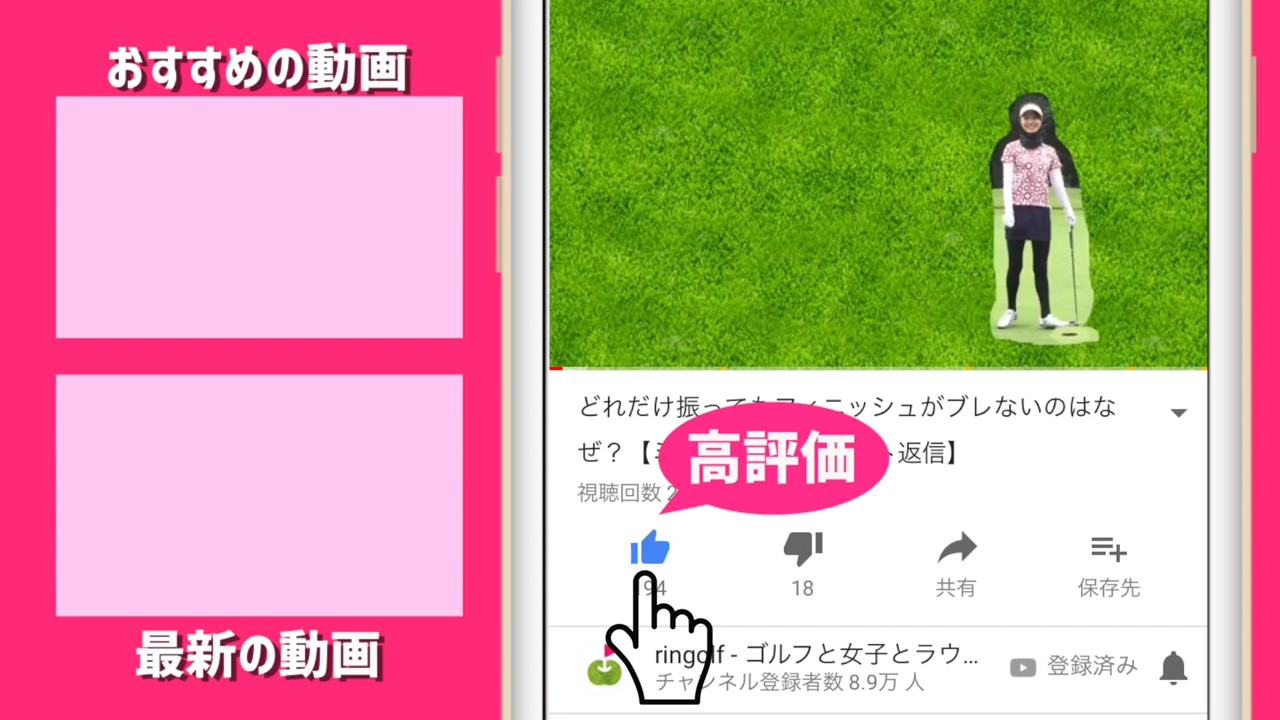 おすすめの動画
最新の動画
どれだけ振っても ニッシュがブレないのはな
ぜ？【 返信】
高評価
視聴回数 2
194
18
共有
保存先
ringolf - ゴルフと女子とラウ...
チャンネル登録者数 8.9万 人
登録済み